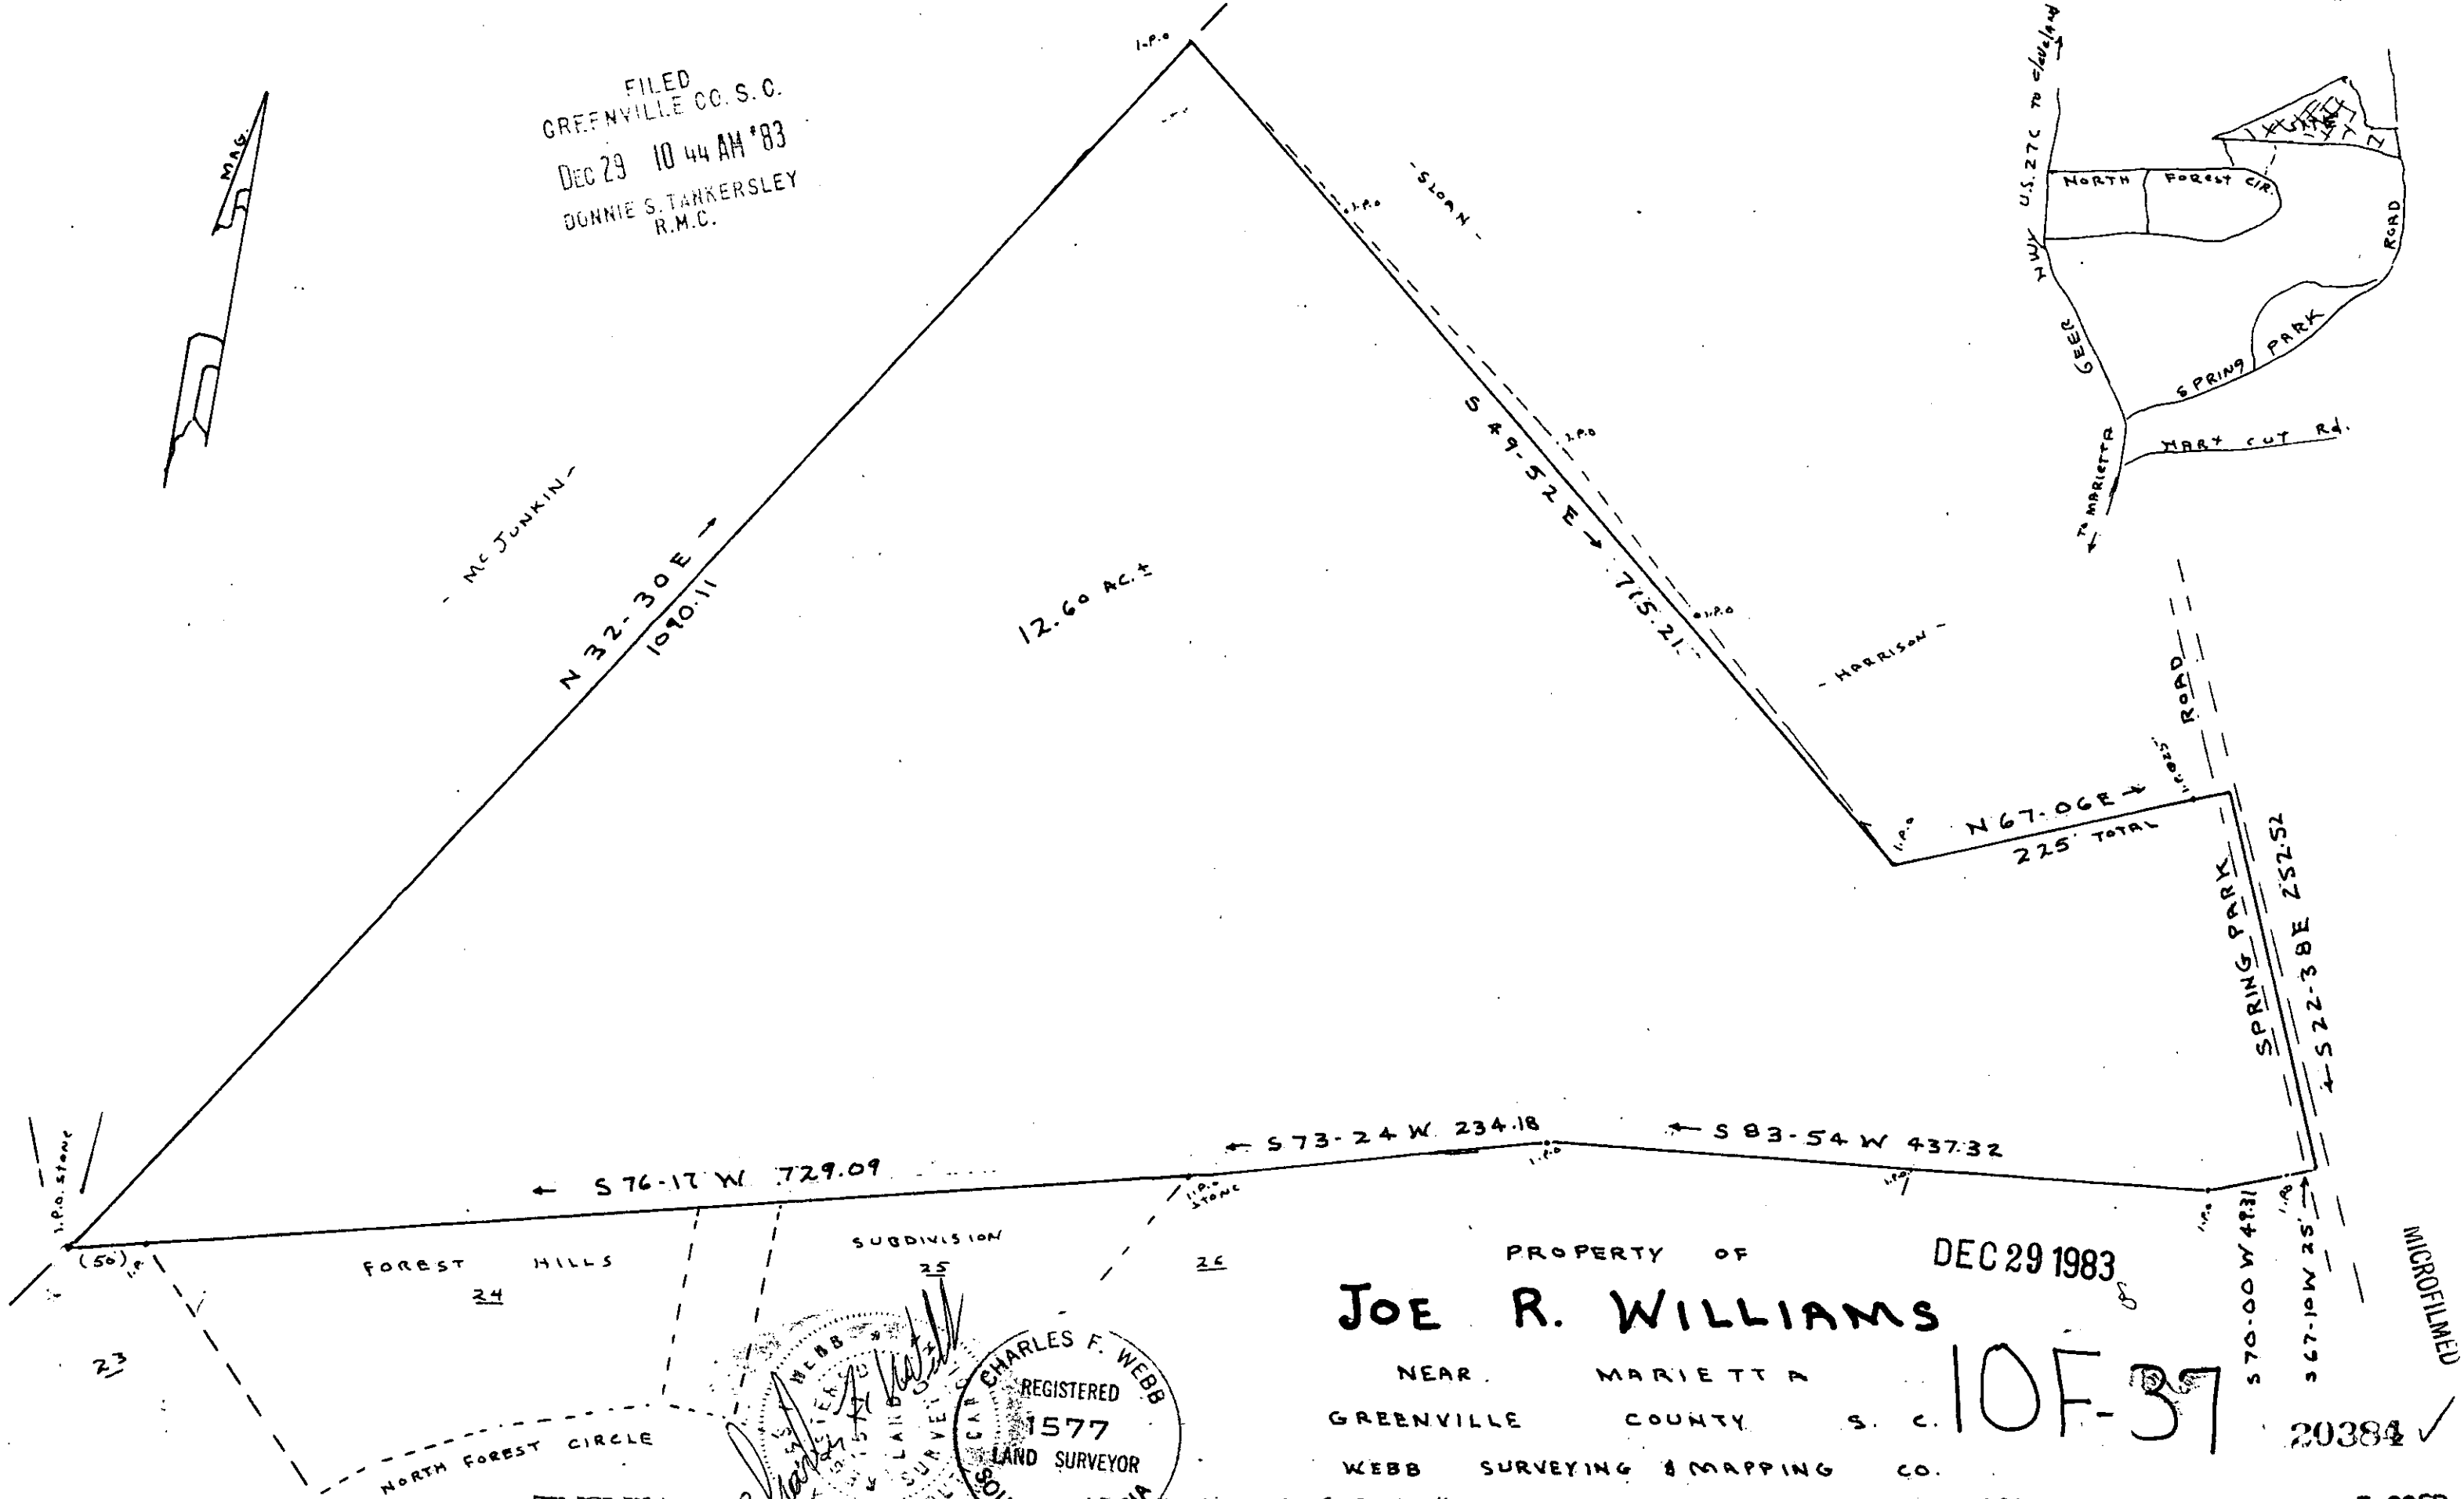 FILED
GREENVILLE CO. S. C.
DEC 29 10 44 AM '83
DONNIE S. TANKERSLEY
R.M.C.
MAG.
I.P.O
- SLOAN -
I.P.O
I.P.O
I.P.O
- MCJUNKIN -
N 32-30 E →
1090.11
12.60 AC. ±
S 49-52 E → 715.21
- HARRISON -
HWY U.S. 276 TO Cleveland →
NORTH FOREST CIR.
ROAD
GEER
SPRING PARK
HART CUT Rd.
← TO MARIETTA
ROAD
I.P.O 25'
I.P.O
N 67-06 E →
225' TOTAL
SPRING PARK
← S 22-38 E 252.52
I.P.O. STONE
(50')
I.P.
← S 76-17 W 729.09
← S 73-24 W 234.18
← S 83-54 W 437.32
I.P.O STONE
I.P.O
I.P.O
I.P.O
I.P.O
S 70-00 W 49.31
S 67-10 W 25' →
FOREST HILLS SUBDIVISION
23
24
25
26
NORTH FOREST CIRCLE
WEBB
LAND
CHARLES F. WEBB
REGISTERED
1577
LAND SURVEYOR
PROPERTY OF
JOE R. WILLIAMS
NEAR MARIETTA
GREENVILLE COUNTY S. C.
WEBB SURVEYING & MAPPING CO.
DEC 29 1983
10F-37
20384
MICROFILMED